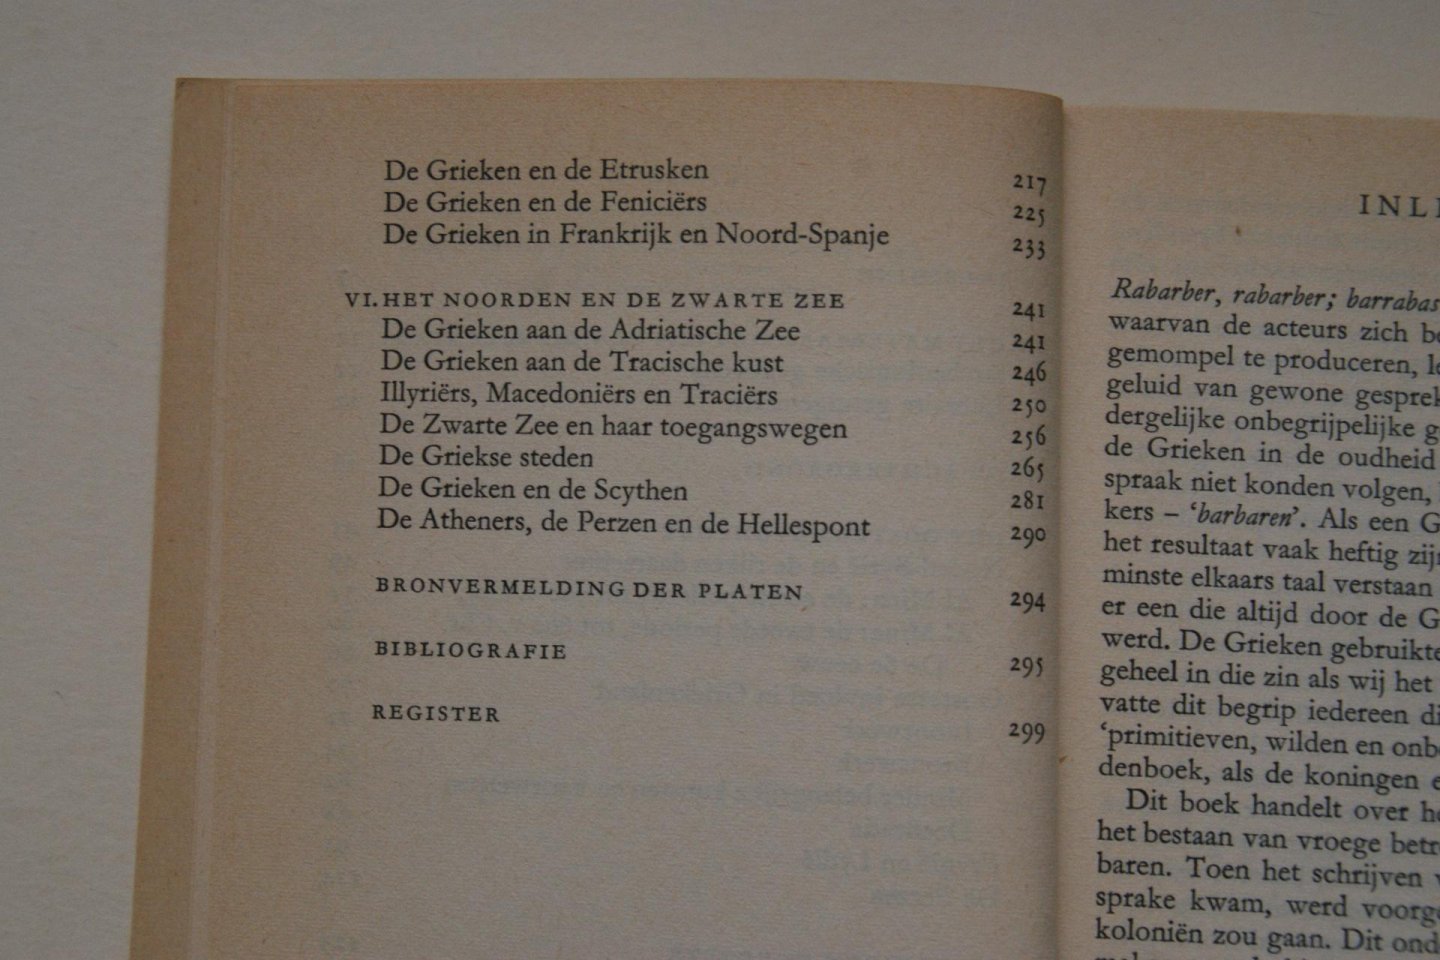 De Grieken en de Etrusken 217
De Grieken en de Feniciërs 225
De Grieken in Frankrijk en Noord-Spanje 233
VI. HET NOORDEN EN DE ZWARTE ZEE 241
De Grieken aan de Adriatische Zee 241
De Grieken aan de Tracische kust 246
Illyriërs, Macedoniërs en Traciërs 250
De Zwarte Zee en haar toegangswegen 256
De Griekse steden 265
De Grieken en de Scythen 281
De Atheners, de Perzen en de Hellespont 290
BRONVERMELDING DER PLATEN 294
BIBLIOGRAFIE 295
REGISTER 299
INL
Rabarber, rabarber; barrabas
waarvan de acteurs zich
gemompel te produceren,
geluid van gewone gesprek
dergelijke onbegrijpelijke
de Grieken in de oudheid
spraak niet konden volgen,
kers – ‘barbaren’. Als een G
het resultaat vaak heftig zij
minste elkaars taal verstaan
er een die altijd door de G
werd. De Grieken gebruikte
geheel in die zin als wij het
vatte dit begrip iedereen di
‘primitieven, wilden en onb
denboek, als de koningen
Dit boek handelt over
het bestaan van vroege betr
baren. Toen het schrijven
sprake kwam, werd voorg
koloniën zou gaan. Dit ond